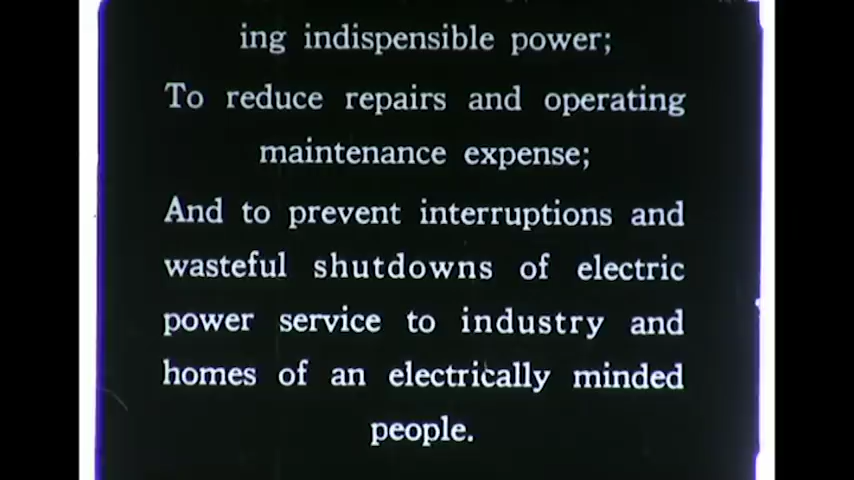 ing indispensible power;
To reduce repairs and operating
maintenance expense;
And to prevent interruptions and
wasteful shutdowns of electric
power service to industry and
homes of an electrically minded
people.